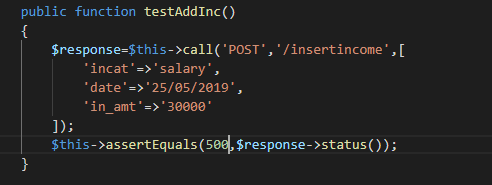 public function testAddInc()
{
    $response=$this->call('POST','/insertincome',[
        'incat'=>'salary',
        'date'=>'25/05/2019',
        'in_amt'=>'30000'
    ]);
    $this->assertEquals(500,$response->status());
}